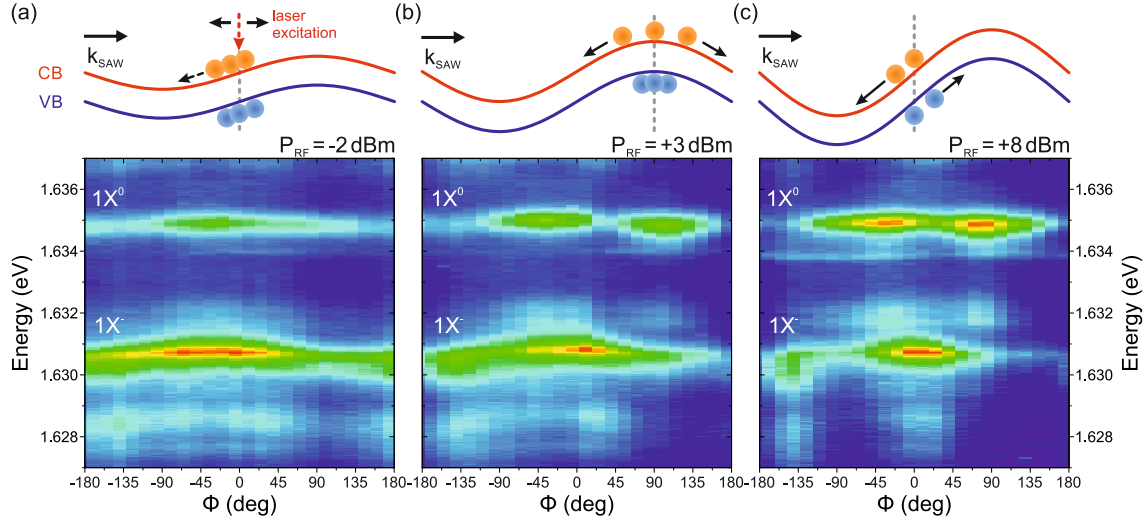 (a)
laser
excitation
k_SAW
CB
VB
P_RF = -2 dBm
(b)
k_SAW
P_RF = +3 dBm
(c)
k_SAW
P_RF = +8 dBm
Energy (eV)
1.636
1.634
1.632
1.630
1.628
1X⁰
1X⁻
-180 -135 -90 -45 0 45 90 135 180
Φ (deg)
1X⁰
1X⁻
-180 -135 -90 -45 0 45 90 135 180
Φ (deg)
1X⁰
1X⁻
-180 -135 -90 -45 0 45 90 135 180
Φ (deg)
1.636
1.634
1.632
1.630
1.628
Energy (eV)